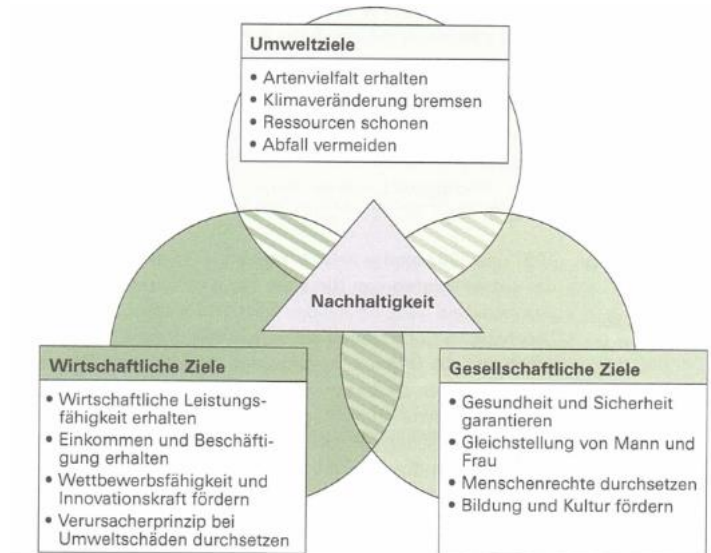 Umweltziele
• Artenvielfalt erhalten
• Klimaveränderung bremsen
• Ressourcen schonen
• Abfall vermeiden
Nachhaltigkeit
Wirtschaftliche Ziele
• Wirtschaftliche Leistungs-
fähigkeit erhalten
• Einkommen und Beschäfti-
gung erhalten
• Wettbewerbsfähigkeit und
Innovationskraft fördern
• Verursacherprinzip bei
Umweltschäden durchsetzen
Gesellschaftliche Ziele
• Gesundheit und Sicherheit
garantieren
• Gleichstellung von Mann und
Frau
• Menschenrechte durchsetzen
• Bildung und Kultur fördern